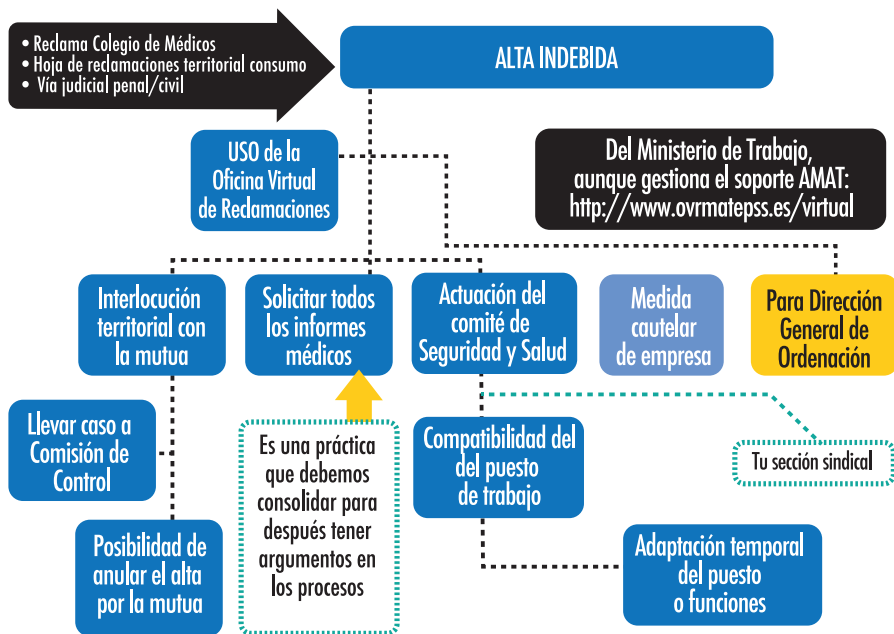 • Reclama Colegio de Médicos
• Hoja de reclamaciones territorial consumo
• Vía judicial penal/civil
ALTA INDEBIDA
USO de la
Oficina Virtual
de Reclamaciones
Del Ministerio de Trabajo,
aunque gestiona el soporte AMAT:
http://www.ovrmatepss.es/virtual
Interlocución
territorial con
la mutua
Solicitar todos
los informes
médicos
Actuación del
comité de
Seguridad y Salud
Medida
cautelar
de empresa
Para Dirección
General de
Ordenación
Llevar caso a
Comisión de
Control
Es una práctica
que debemos
consolidar para
después tener
argumentos en
los procesos
Compatibilidad del
del puesto
de trabajo
Tu sección sindical
Posibilidad de
anular el alta
por la mutua
Adaptación temporal
del puesto
o funciones